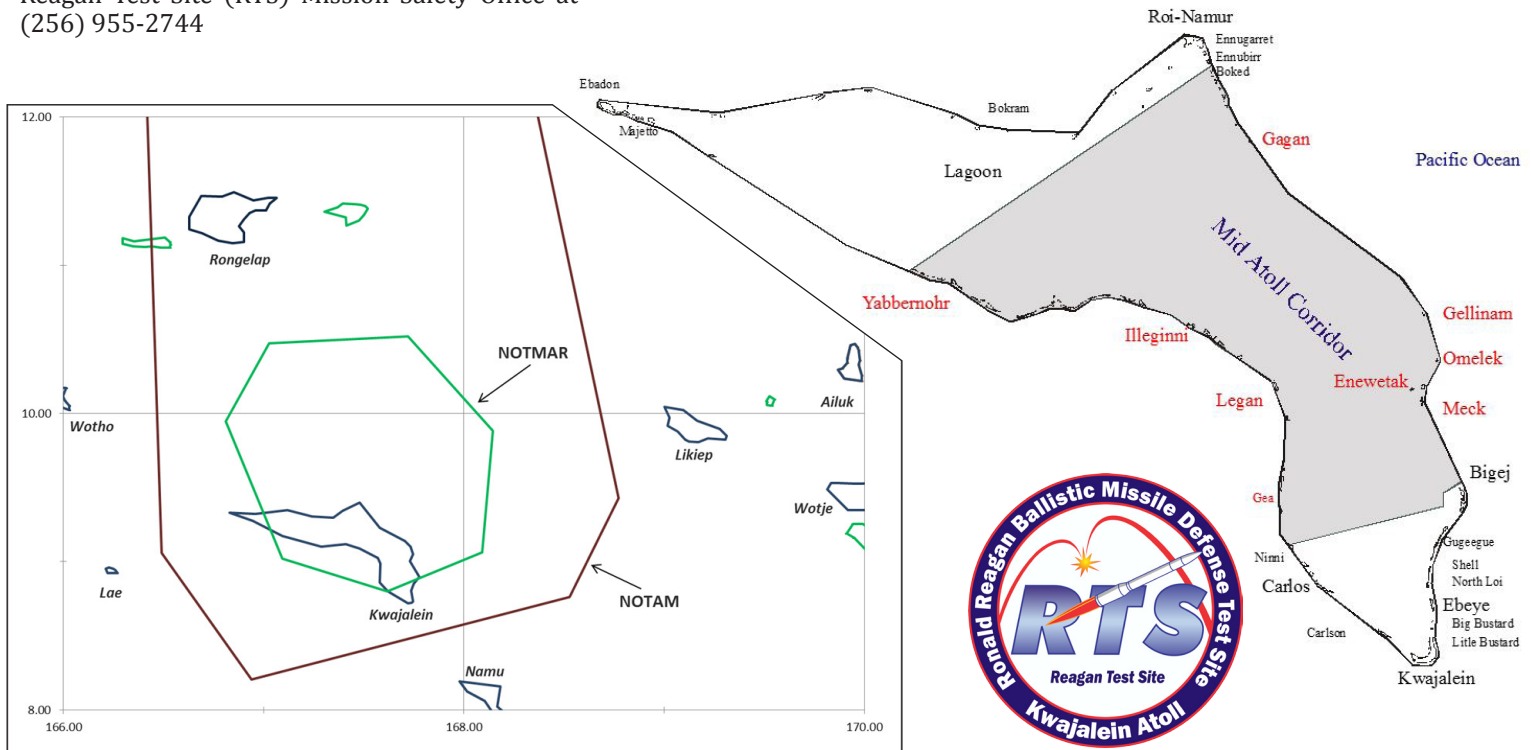 Reagan Test Site (RTS) Mission Safety Office at
(256) 955-2744
12.00
10.00
8.00
166.00
168.00
170.00
Rongelap
NOTMAR
Wotho
Ailuk
Likiep
Wotje
Lae
Kwajalein
NOTAM
Namu
Roi-Namur
Ennugarret
Ennubirr
Boked
Ebadon
Majetto
Bokram
Gagan
Lagoon
Pacific Ocean
Mid Atoll Corridor
Yabbernohr
Illeginni
Gellinam
Omelek
Enewetak
Legan
Meck
Bigej
Gea
Gugeegue
Ninni
Shell
North Loi
Carlos
Ebeye
Big Bustard
Carlson
Litle Bustard
Kwajalein
Ronald Reagan Ballistic Missile Defense Test Site
RTS
Reagan Test Site
Kwajalein Atoll